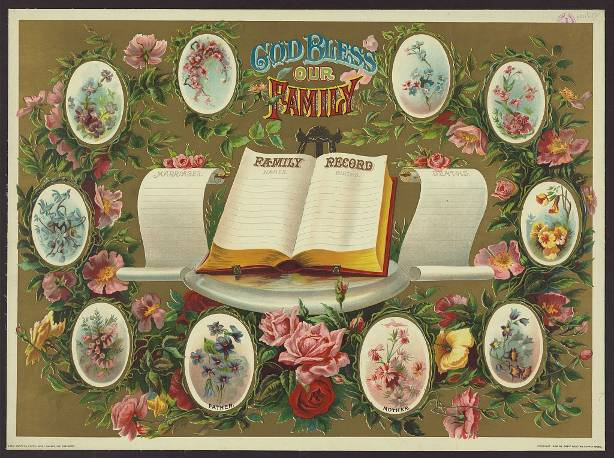 GOD BLESS
OUR
FAMILY
FAMILY RECORD
NAMES. BIRTHS.
MARRIAGES.
DEATHS.
FATHER.
MOTHER.